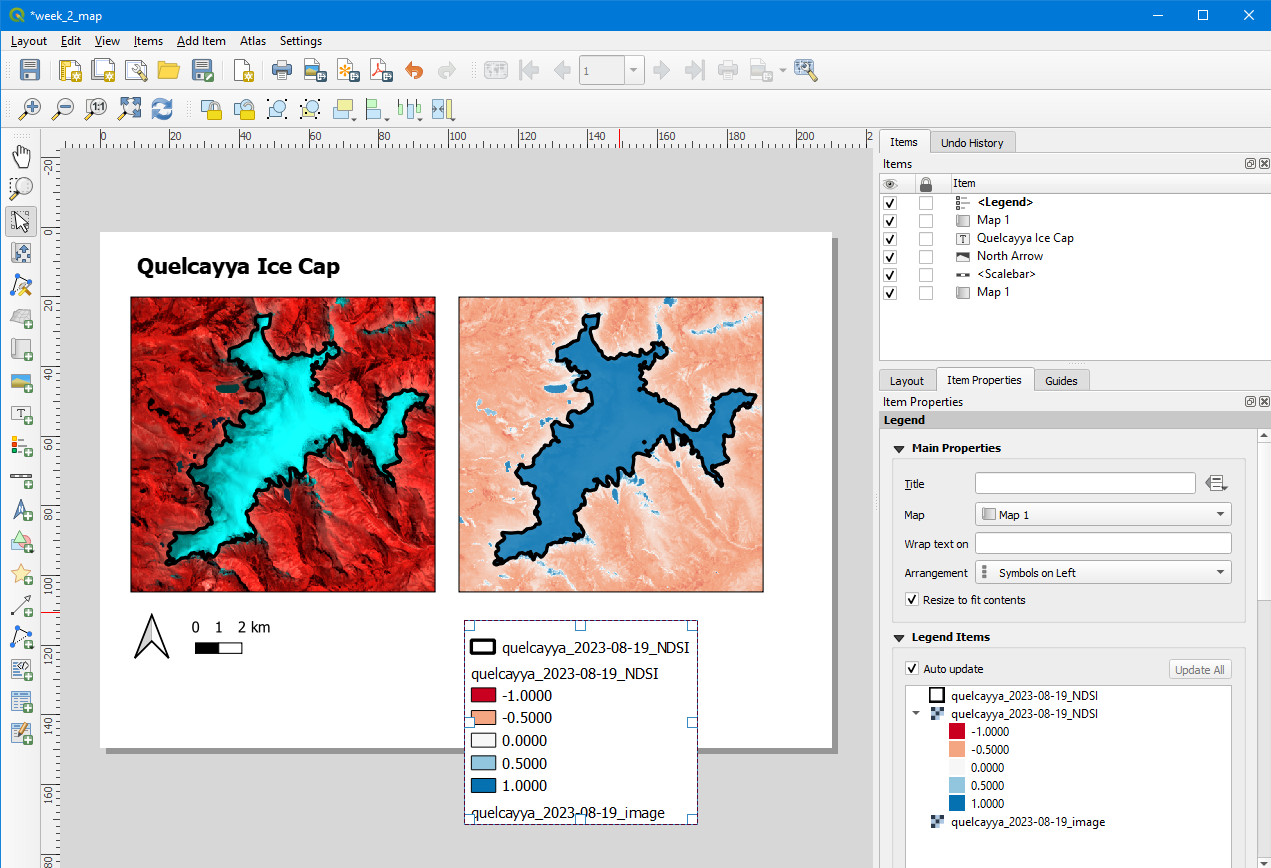 *week_2_map
Layout Edit View Items Add Item Atlas Settings
1
1:1
0 20 40 60 80 100 120 140 160 180 200 2
-20
0
20
40
60
80
100
120
140
160
80
Quelcayya Ice Cap
0 1 2 km
quelcayya_2023-08-19_NDSI
quelcayya_2023-08-19_NDSI
-1.0000
-0.5000
0.0000
0.5000
1.0000
quelcayya_2023-08-19_image
Items Undo History
Items
Item
<Legend>
Map 1
T Quelcayya Ice Cap
North Arrow
<Scalebar>
Map 1
Layout Item Properties Guides
Item Properties
Legend
Main Properties
Title
Map Map 1
Wrap text on
Arrangement Symbols on Left
Resize to fit contents
Legend Items
Auto update Update All
quelcayya_2023-08-19_NDSI
quelcayya_2023-08-19_NDSI
-1.0000
-0.5000
0.0000
0.5000
1.0000
quelcayya_2023-08-19_image